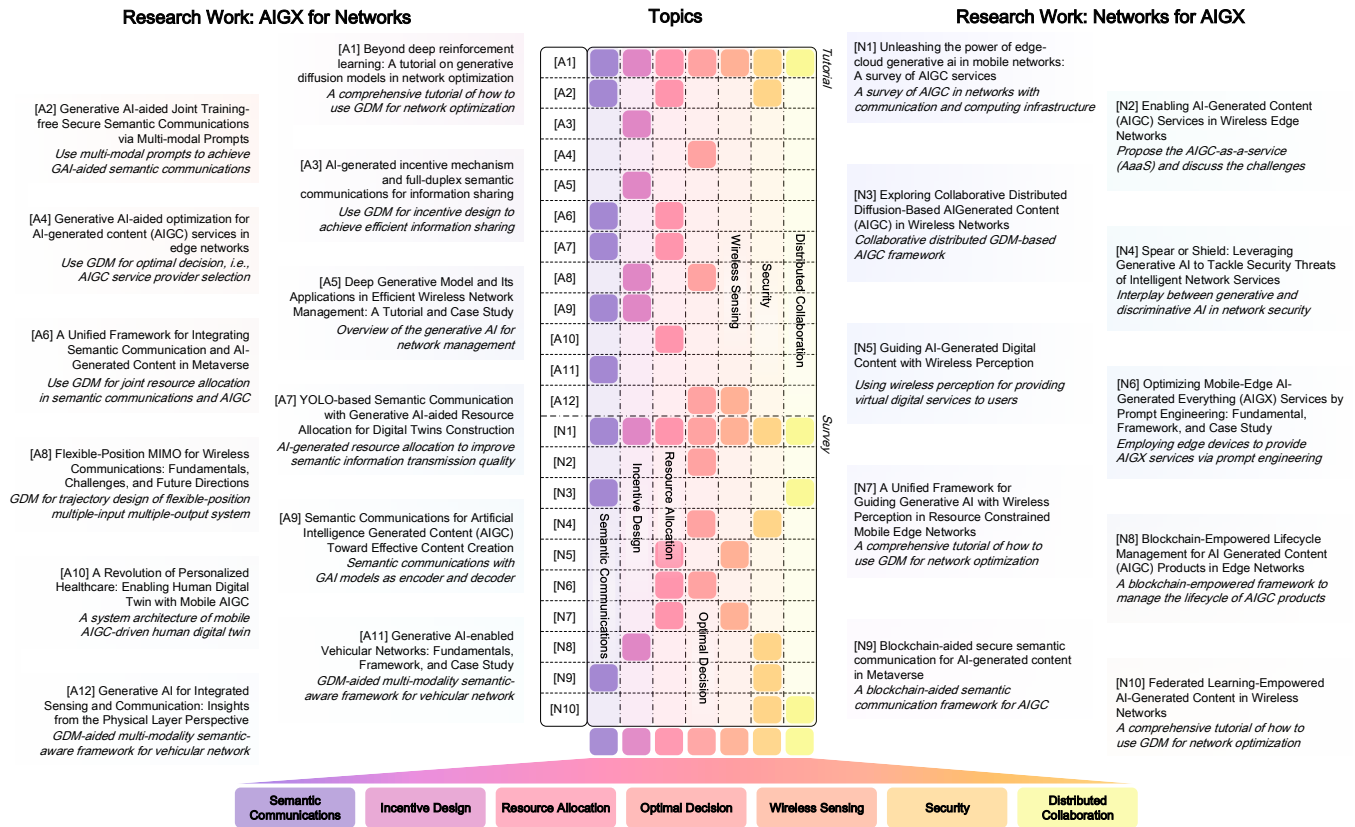 Research Work: AIGX for Networks
Topics
Research Work: Networks for AIGX
[A1] Beyond deep reinforcement
learning: A tutorial on generative
diffusion models in network optimization
A comprehensive tutorial of how to
use GDM for network optimization
[A2] Generative AI-aided Joint Training-
free Secure Semantic Communications
via Multi-modal Prompts
Use multi-modal prompts to achieve
GAI-aided semantic communications
[A3] AI-generated incentive mechanism
and full-duplex semantic
communications for information sharing
Use GDM for incentive design to
achieve efficient information sharing
[A4] Generative AI-aided optimization for
AI-generated content (AIGC) services in
edge networks
Use GDM for optimal decision, i.e.,
AIGC service provider selection
[A5] Deep Generative Model and Its
Applications in Efficient Wireless Network
Management: A Tutorial and Case Study
Overview of the generative AI for
network management
[A6] A Unified Framework for Integrating
Semantic Communication and AI-
Generated Content in Metaverse
Use GDM for joint resource allocation
in semantic communications and AIGC
[A7] YOLO-based Semantic Communication
with Generative AI-aided Resource
Allocation for Digital Twins Construction
AI-generated resource allocation to improve
semantic information transmission quality
[A8] Flexible-Position MIMO for Wireless
Communications: Fundamentals,
Challenges, and Future Directions
GDM for trajectory design of flexible-position
multiple-input multiple-output system
[A9] Semantic Communications for Artificial
Intelligence Generated Content (AIGC)
Toward Effective Content Creation
Semantic communications with
GAI models as encoder and decoder
[A10] A Revolution of Personalized
Healthcare: Enabling Human Digital
Twin with Mobile AIGC
A system architecture of mobile
AIGC-driven human digital twin
[A11] Generative AI-enabled
Vehicular Networks: Fundamentals,
Framework, and Case Study
GDM-aided multi-modality semantic-
aware framework for vehicular network
[A12] Generative AI for Integrated
Sensing and Communication: Insights
from the Physical Layer Perspective
GDM-aided multi-modality semantic-
aware framework for vehicular network
[A1]
[A2]
[A3]
[A4]
[A5]
[A6]
[A7]
[A8]
[A9]
[A10]
[A11]
[A12]
[N1]
[N2]
[N3]
[N4]
[N5]
[N6]
[N7]
[N8]
[N9]
[N10]
Semantic Communications
Incentive Design
Resource Allocation
Optimal Decision
Wireless Sensing
Security
Distributed Collaboration
Tutorial
Survey
[N1] Unleashing the power of edge-
cloud generative ai in mobile networks:
A survey of AIGC services
A survey of AIGC in networks with
communication and computing infrastructure
[N2] Enabling AI-Generated Content
(AIGC) Services in Wireless Edge
Networks
Propose the AIGC-as-a-service
(AaaS) and discuss the challenges
[N3] Exploring Collaborative Distributed
Diffusion-Based AIGenerated Content
(AIGC) in Wireless Networks
Collaborative distributed GDM-based
AIGC framework
[N4] Spear or Shield: Leveraging
Generative AI to Tackle Security Threats
of Intelligent Network Services
Interplay between generative and
discriminative AI in network security
[N5] Guiding AI-Generated Digital
Content with Wireless Perception
Using wireless perception for providing
virtual digital services to users
[N6] Optimizing Mobile-Edge AI-
Generated Everything (AIGX) Services by
Prompt Engineering: Fundamental,
Framework, and Case Study
Employing edge devices to provide
AIGX services via prompt engineering
[N7] A Unified Framework for
Guiding Generative AI with Wireless
Perception in Resource Constrained
Mobile Edge Networks
A comprehensive tutorial of how to
use GDM for network optimization
[N8] Blockchain-Empowered Lifecycle
Management for AI Generated Content
(AIGC) Products in Edge Networks
A blockchain-empowered framework to
manage the lifecycle of AIGC products
[N9] Blockchain-aided secure semantic
communication for AI-generated content
in Metaverse
A blockchain-aided semantic
communication framework for AIGC
[N10] Federated Learning-Empowered
AI-Generated Content in Wireless
Networks
A comprehensive tutorial of how to
use GDM for network optimization
Semantic
Communications
Incentive Design
Resource Allocation
Optimal Decision
Wireless Sensing
Security
Distributed
Collaboration